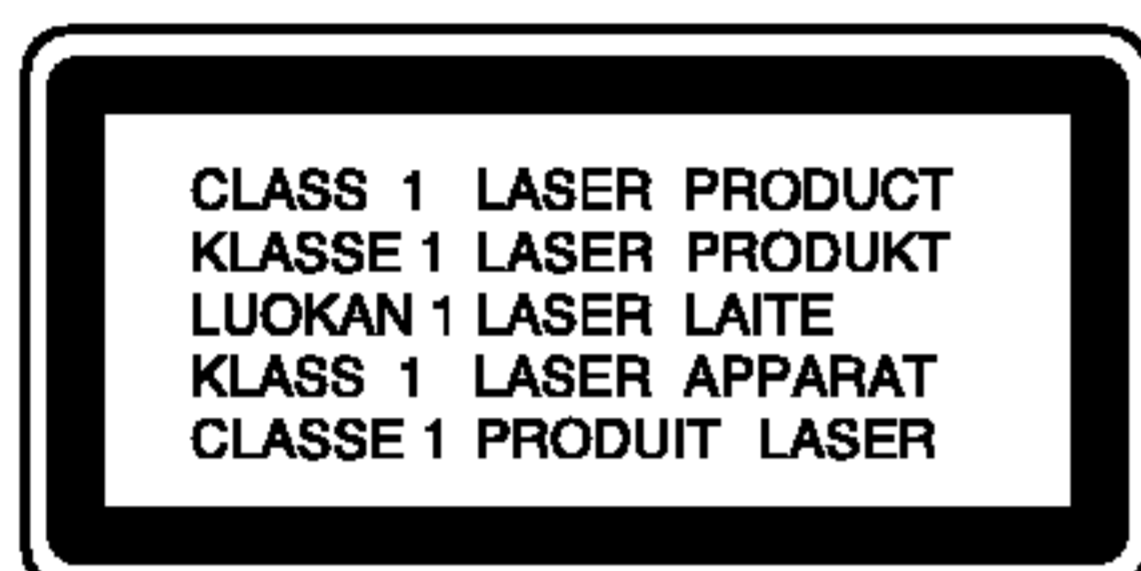 CLASS 1 LASER PRODUCT
KLASSE 1 LASER PRODUKT
LUOKAN 1 LASER LAITE
KLASS 1 LASER APPARAT
CLASSE 1 PRODUIT LASER